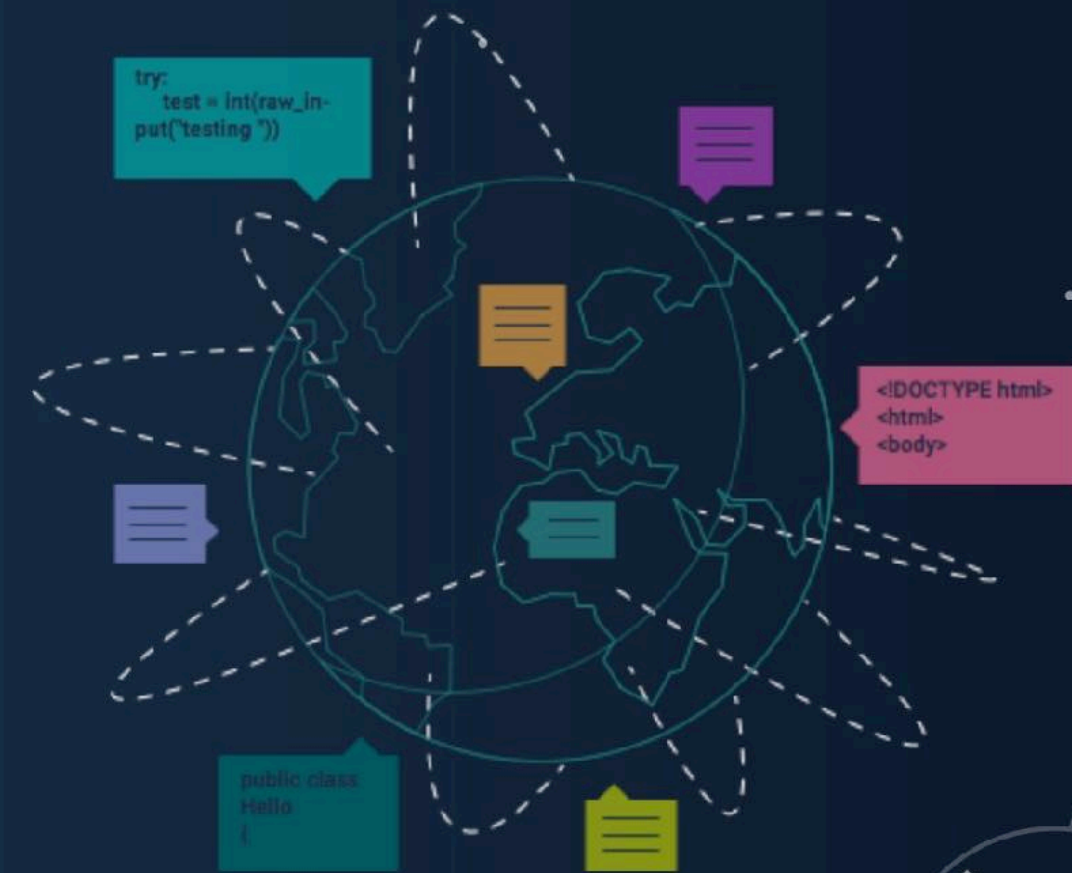 try:
test = int(raw_in-
put("testing "))
<!DOCTYPE html>
<html>
<body>
public class
Hello
{